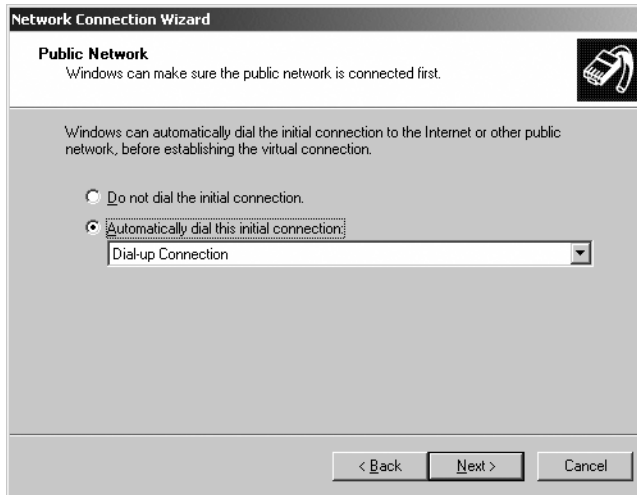 Network Connection Wizard
Public Network
Windows can make sure the public network is connected first.
Windows can automatically dial the initial connection to the Internet or other public
network, before establishing the virtual connection.
Do not dial the initial connection.
Automatically dial this initial connection:
Dial-up Connection
< Back
Next >
Cancel